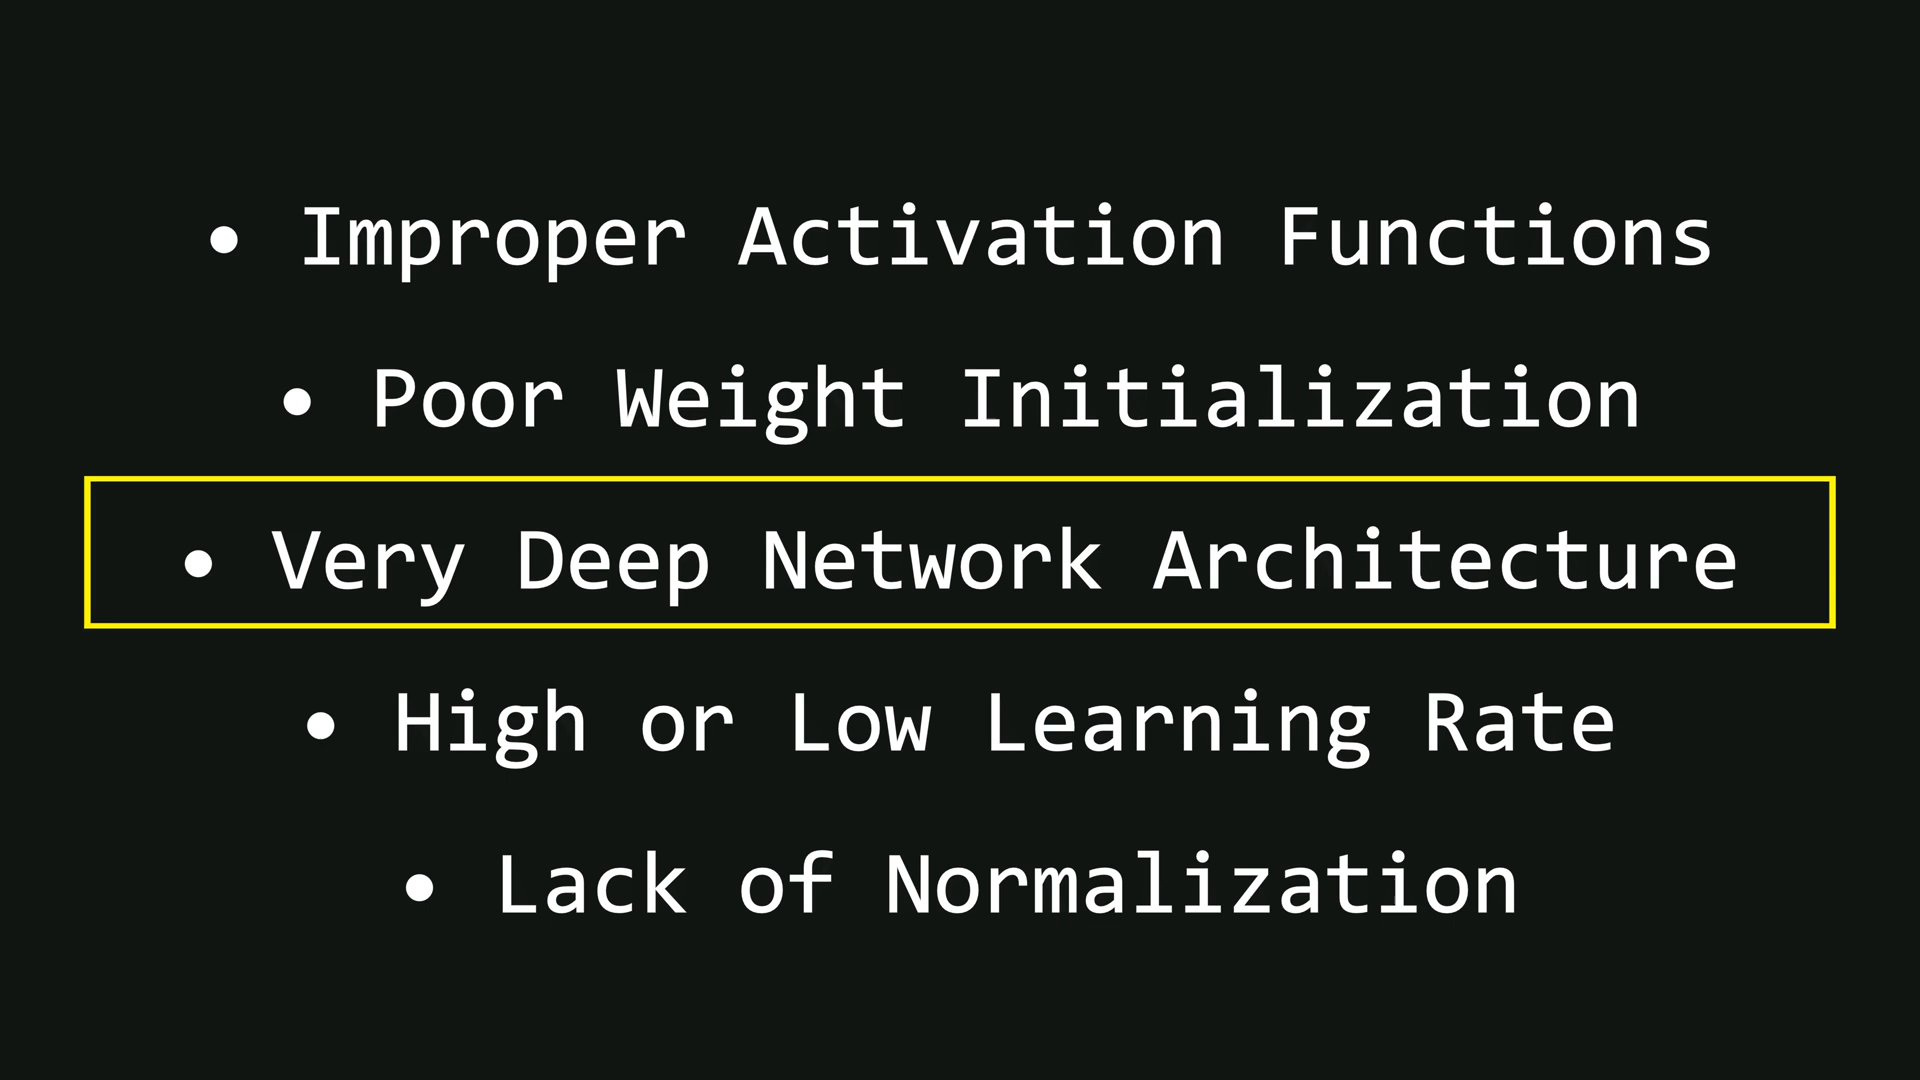 • Improper Activation Functions
• Poor Weight Initialization
• Very Deep Network Architecture
• High or Low Learning Rate
• Lack of Normalization